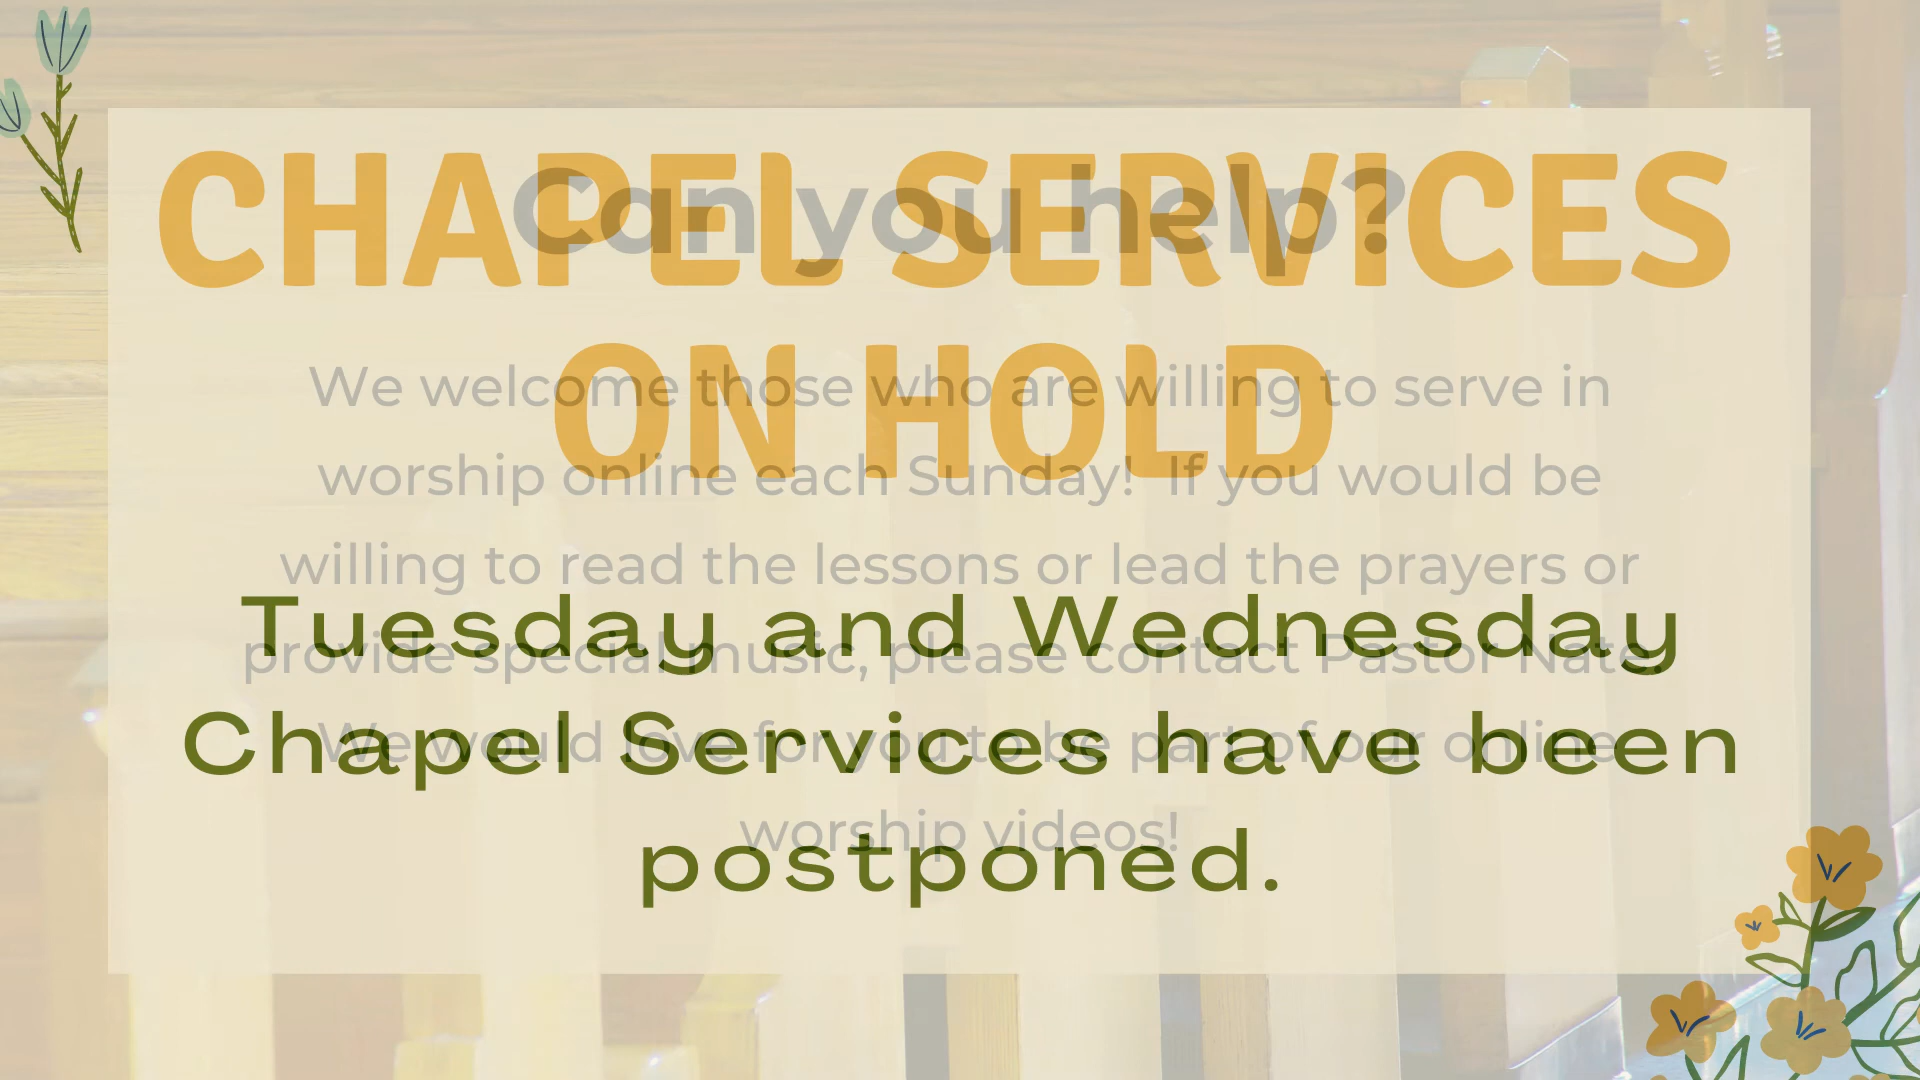 CHAPEL SERVICES
ON HOLD
Tuesday and Wednesday
Chapel Services have been
postponed.
Can you help?
We welcome those who are willing to serve in
worship online each Sunday!  If you would be
willing to read the lessons or lead the prayers or
provide special music, please contact Pastor Nate.
We would love for you to be part of our online
worship videos!